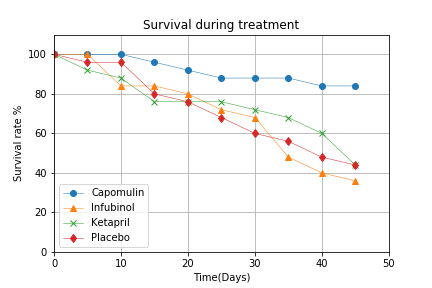 Survival during treatment
Survival rate %
100
80
60
40
20
0
Capomulin
Infubinol
Ketapril
Placebo
0 10 20 30 40 50
Time(Days)